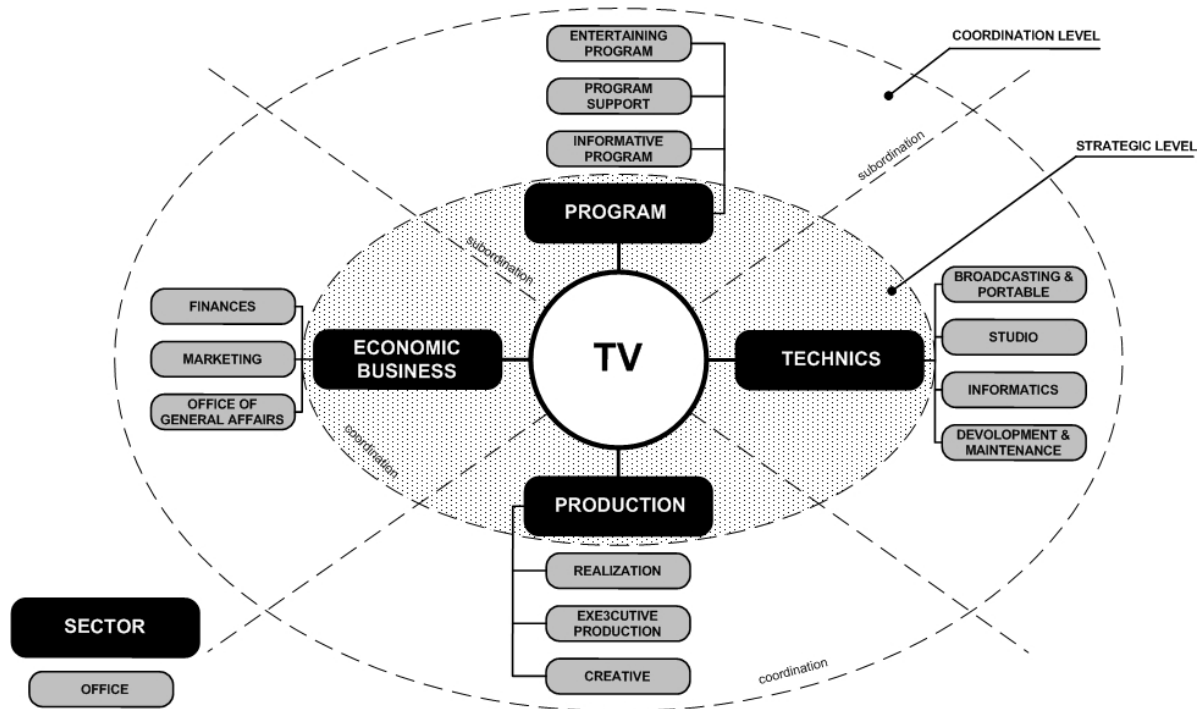 ENTERTAINING
PROGRAM
PROGRAM
SUPPORT
INFORMATIVE
PROGRAM
COORDINATION LEVEL
STRATEGIC LEVEL
subordination
subordination
PROGRAM
FINANCES
MARKETING
OFFICE OF
GENERAL AFFAIRS
ECONOMIC
BUSINESS
TV
TECHNICS
BROADCASTING &
PORTABLE
STUDIO
INFORMATICS
DEVOLOPMENT &
MAINTENANCE
coordination
PRODUCTION
REALIZATION
EXE3CUTIVE
PRODUCTION
CREATIVE
coordination
SECTOR
OFFICE